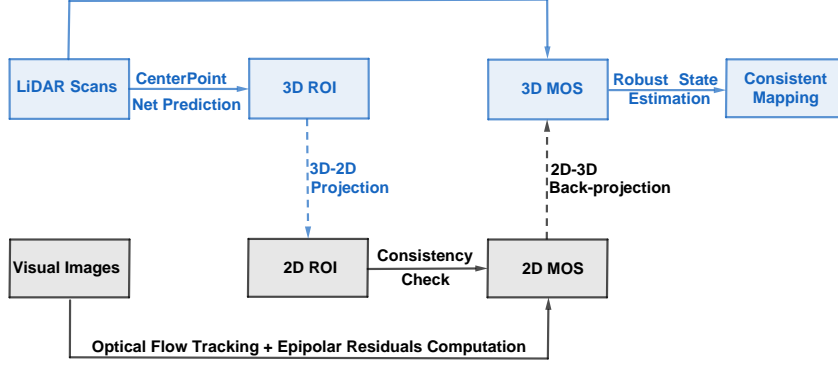 LiDAR Scans
CenterPoint
Net Prediction
3D ROI
3D MOS
Robust State
Estimation
Consistent
Mapping
3D-2D
Projection
2D-3D
Back-projection
Visual Images
2D ROI
Consistency
Check
2D MOS
Optical Flow Tracking + Epipolar Residuals Computation